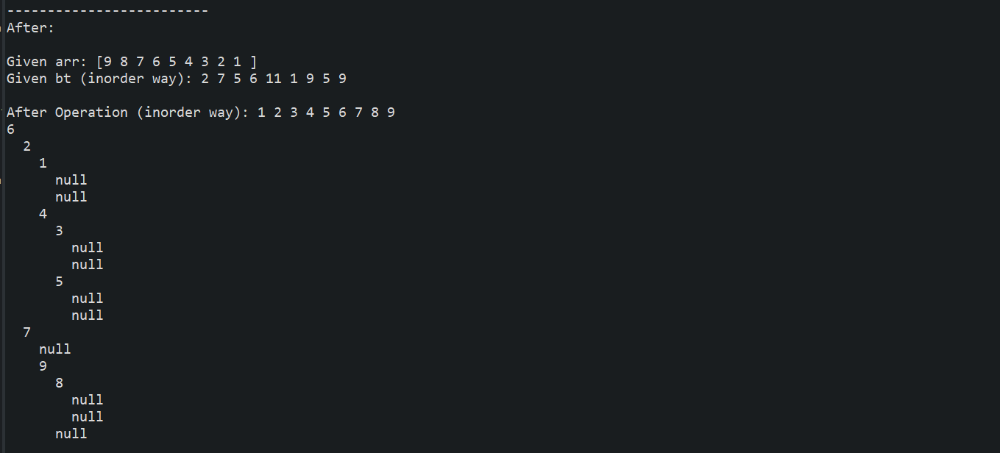 -------------------------
After:
Given arr: [9 8 7 6 5 4 3 2 1 ]
Given bt (inorder way): 2 7 5 6 11 1 9 5 9
After Operation (inorder way): 1 2 3 4 5 6 7 8 9
6
  2
    1
      null
      null
    4
      3
        null
        null
      5
        null
        null
  7
    null
    9
      8
        null
        null
      null